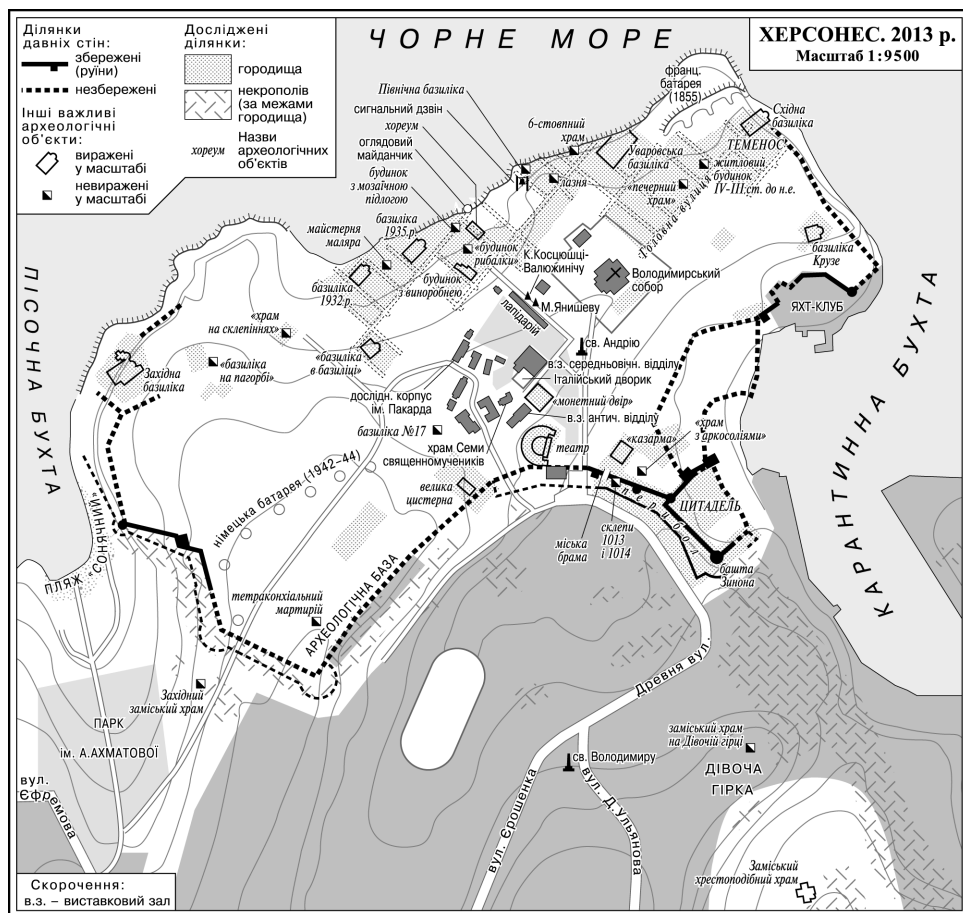 ХЕРСОНЕС. 2013 р.
Масштаб 1:9500
Ділянки
давніх стін:
збережені
(руїни)
незбережені
Інші важливі
археологічні
об'єкти:
виражені
у масштабі
невиражені
у масштабі
Досліджені
ділянки:
городища
некрополів
(за межами
городища)
хореум
Назви
археологічних
об'єктів
ЧОРНЕ МОРЕ
франц.
батарея
(1855)
Північна базиліка
сигнальний дзвін
хореум
оглядовий
майданчик
будинок
з мозаїчною
підлогою
базиліка
1935 р.
майстерня
маляра
6-стовпний
храм
Уваровська
базиліка
Східна
базиліка
ТЕМЕНОС
житловий
будинок
IV-III ст. до н.е.
«печерний
храм»
лазня
Головна вулиця
«будинок
рибалки»
К.Косцюшці-
Валюжинічу
базиліка
Крузе
базиліка
1932 р.
будинок
з виноробнею
Володимирський
собор
М.Янишеву
ЯХТ-КЛУБ
лапідарій
«храм
на склепіннях»
св. Андрію
«базиліка
в базиліці»
в.з. середньовічн. відділу
Італійський дворик
Західна
базиліка
«базиліка
на пагорбі»
дослідн. корпус
ім. Пакарда
«монетний двір»
в.з. антич. відділу
базиліка №17
храм Семи
священномучеників
театр
«казарма»
«храм
з аркосоліями»
велика
цистерна
ПІСОЧНА БУХТА
КАРАНТИННА БУХТА
німецька батарея (1942–44)
перибол
ЦИТАДЕЛЬ
міська
брама
склепи
1013
і 1014
башта
Зинона
ПЛЯЖ «СОНЯЧНИЙ»
АРХЕОЛОГІЧНА БАЗА
тетраконхіальний
мартирій
Західний
заміський храм
Древня вул.
ПАРК
ім. А.АХМАТОВОЇ
заміський храм
на Дівочій гірці
св. Володимиру
ДІВОЧА
ГІРКА
вул.
Єфремова
вул. Єрошенка
вул. Д.Ульянова
Заміський
хрестоподібний храм
Скорочення:
в.з. – виставковий зал